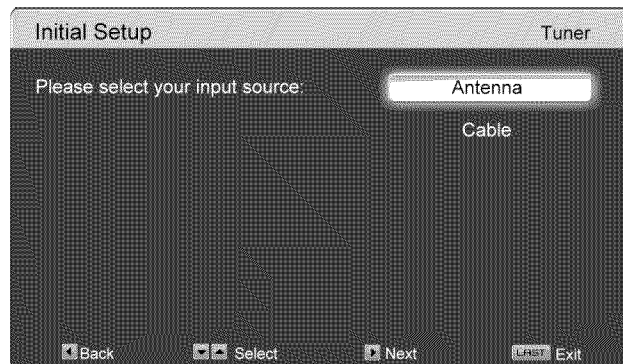 Initial Setup Tuner
Please select your input source: Antenna
Cable
Back Select Next LAST Exit